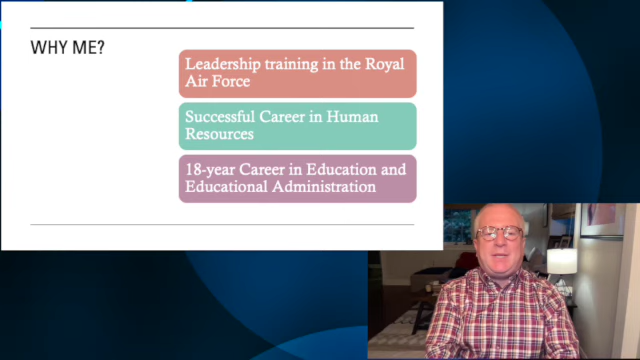 WHY ME?
Leadership training in the Royal
Air Force
Successful Career in Human
Resources
18-year Career in Education and
Educational Administration